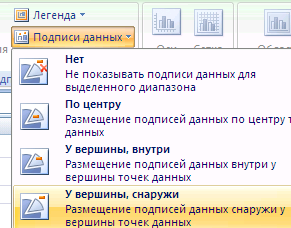 Легенда
Подписи данных
Нет
Не показывать подписи данных для
выделенного диапазона
По центру
Размещение подписей данных по центру т
данных
У вершины, внутри
Размещение подписей данных внутри у
вершины точек данных
У вершины, снаружи
Размещение подписей данных снаружи у
вершины точек данных